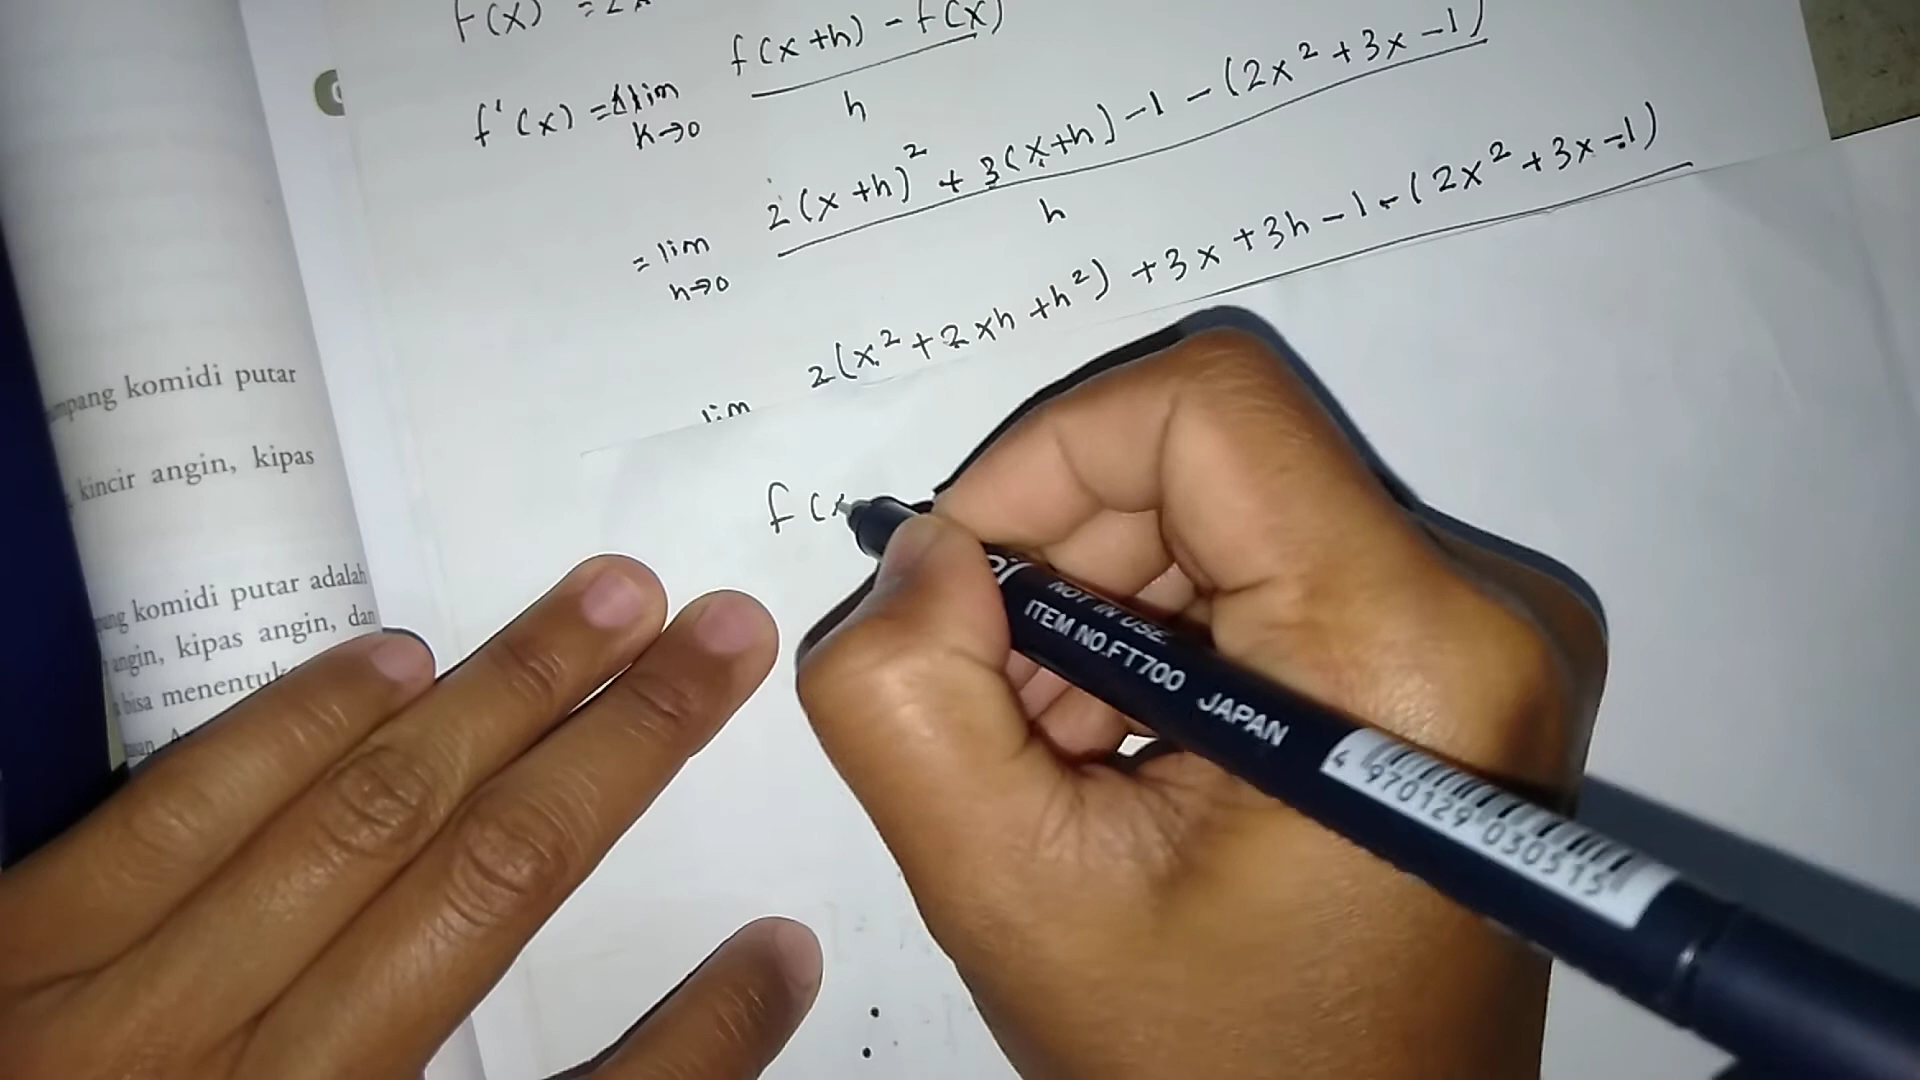 f(x) = 2x
f'(x) = lim f(x+h) - f(x)
h→0 h
2(x+h)² + 3(x+h) - 1 - (2x² + 3x - 1)
= lim
h→0 h
2(x² + 2xh + h²) + 3x + 3h - 1 - (2x² + 3x - 1)
lim
f(x
komidi putar
kincir angin, kipas
komidi putar adalah
angin, kipas angin, dan
bisa menentuk
NOT IN USE.
ITEM NO.FT700 JAPAN
4 970129 030515